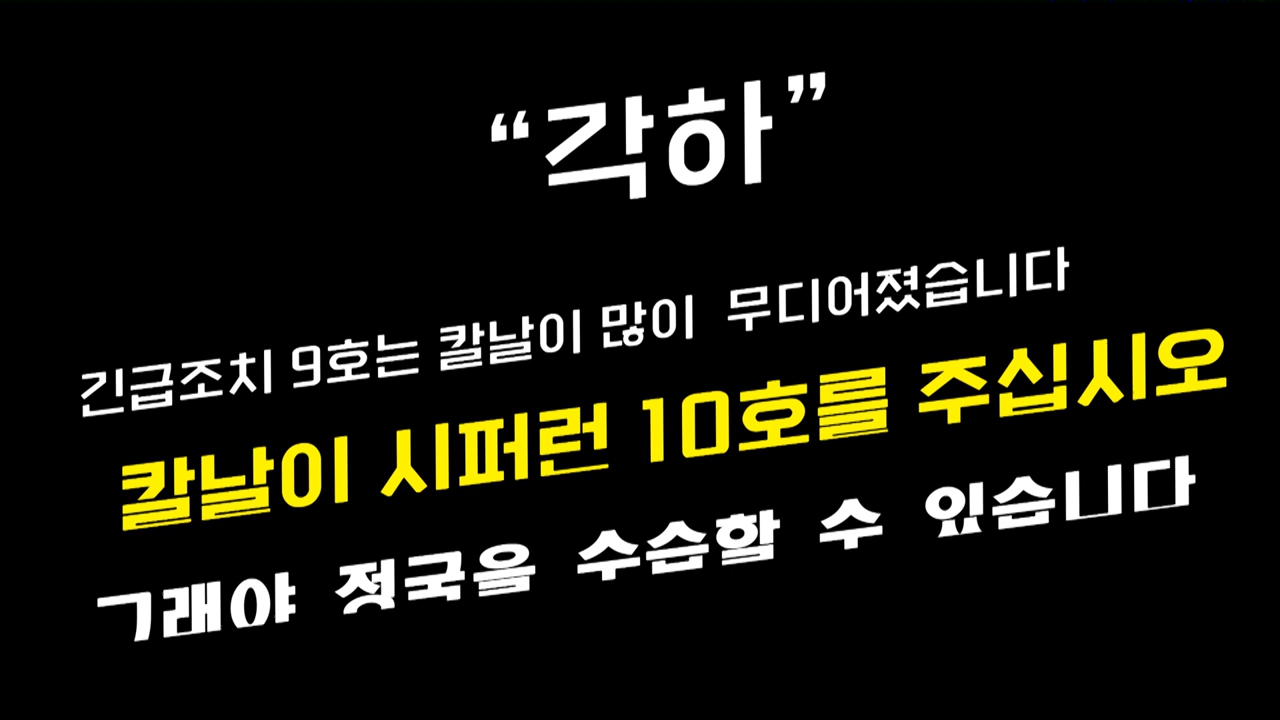 “각하”
긴급조치 9호는 칼날이 많이 무디어졌습니다
칼날이 시퍼런 10호를 주십시오
그래야 정국을 수습할 수 있습니다